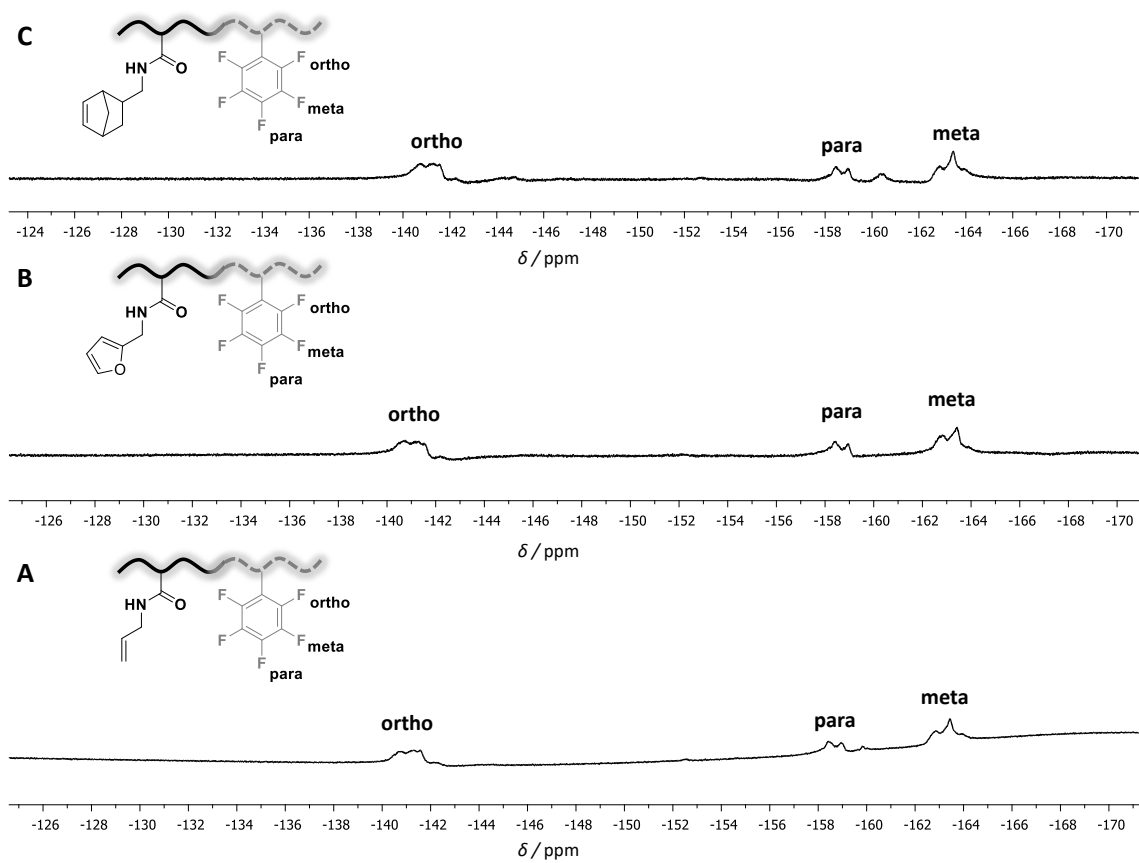 C
HN
O
F
F ortho
F
F meta
F para
ortho
para
meta
-124 -126 -128 -130 -132 -134 -136 -138 -140 -142 -144 -146 -148 -150 -152 -154 -156 -158 -160 -162 -164 -166 -168 -170
δ / ppm
B
HN
O
F
F ortho
F
F meta
O
F para
ortho
para
meta
-126 -128 -130 -132 -134 -136 -138 -140 -142 -144 -146 -148 -150 -152 -154 -156 -158 -160 -162 -164 -166 -168 -170
δ / ppm
A
HN
O
F
F ortho
F
F meta
F para
ortho
para
meta
-126 -128 -130 -132 -134 -136 -138 -140 -142 -144 -146 -148 -150 -152 -154 -156 -158 -160 -162 -164 -166 -168 -170
δ / ppm